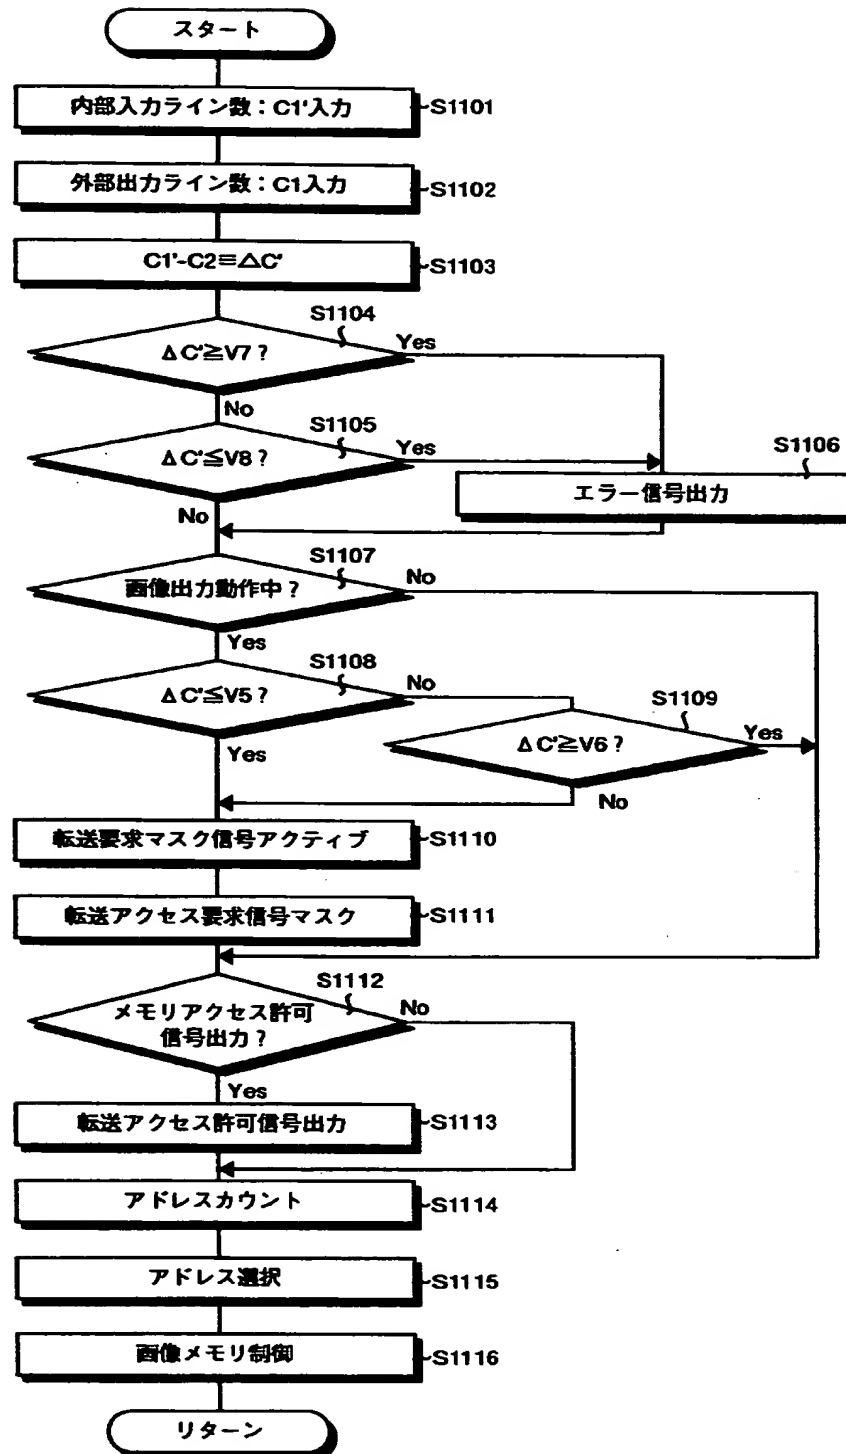 スタート
内部入力ライン数：C1'入力
S1101
外部出力ライン数：C1入力
S1102
C1'-C2≡△C'
S1103
S1104
ΔC'≧V7？
Yes
No
S1105
ΔC'≦V8？
Yes
No
S1106
エラー信号出力
S1107
画像出力動作中？
No
Yes
S1108
ΔC'≦V5？
No
Yes
S1109
ΔC'≧V6？
Yes
No
転送要求マスク信号アクティブ
S1110
転送アクセス要求信号マスク
S1111
S1112
メモリアクセス許可
信号出力？
No
Yes
転送アクセス許可信号出力
S1113
アドレスカウント
S1114
アドレス選択
S1115
画像メモリ制御
S1116
リターン